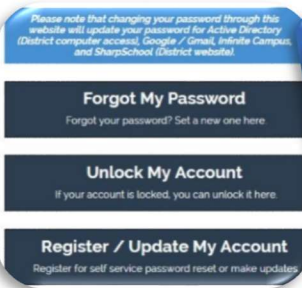 Please note that changing your password through this
website will update your password for Active Directory
(District computer access), Google / Gmail, Infinite Campus,
and SharpSchool (District website).
Forgot My Password
Forgot your password? Set a new one here.
Unlock My Account
If your account is locked, you can unlock it here.
Register / Update My Account
Register for self service password reset or make updates